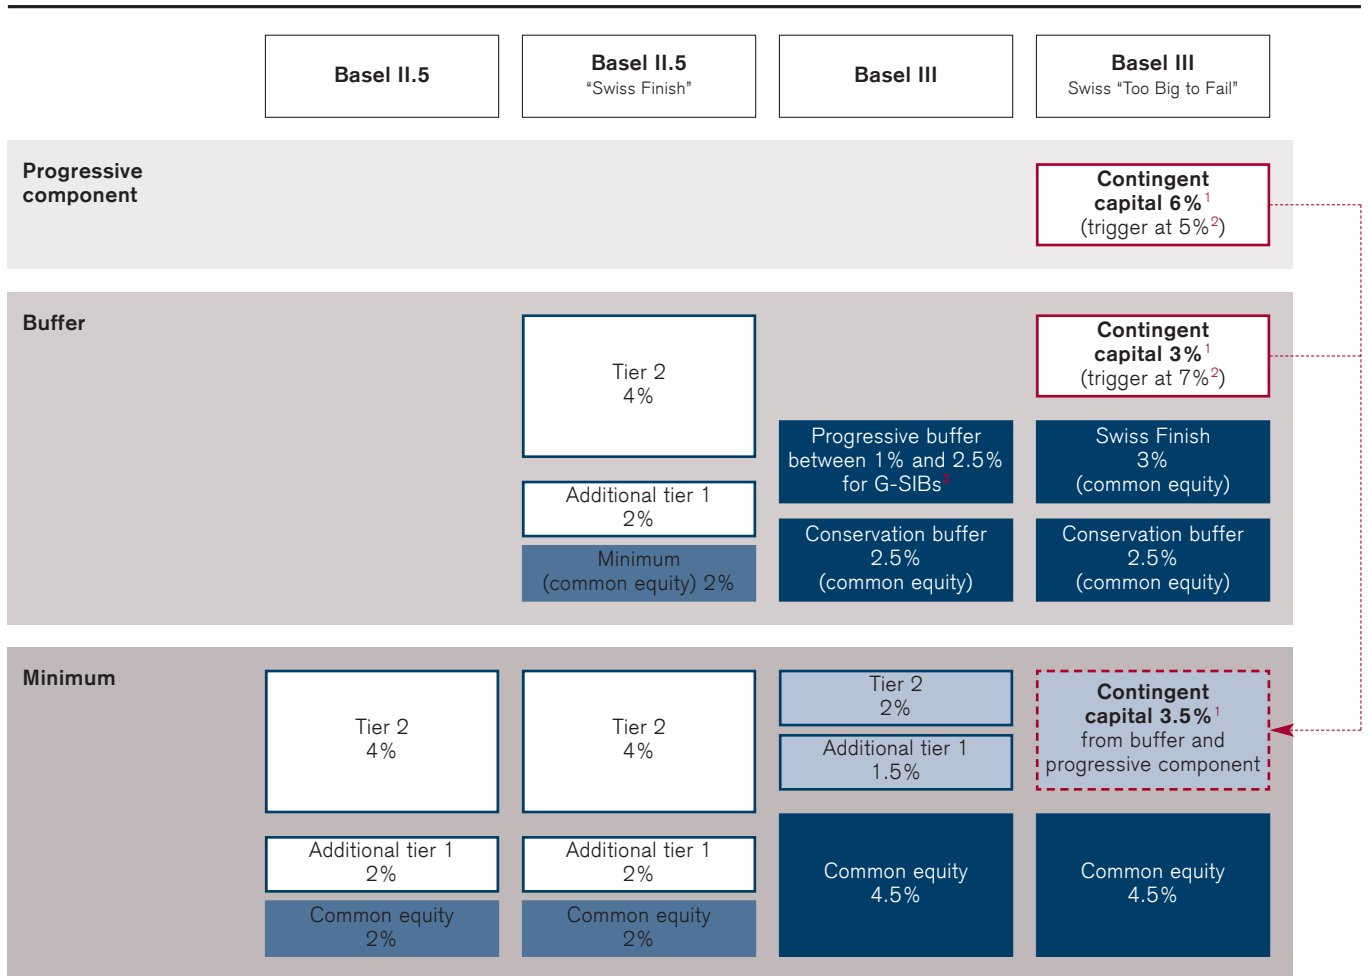 Basel II.5
Basel II.5
“Swiss Finish”
Basel III
Basel III
Swiss “Too Big to Fail”
Progressive
component
Contingent
capital 6%1
(trigger at 5%2)
Buffer
Tier 2
4%
Additional tier 1
2%
Minimum
(common equity) 2%
Progressive buffer
between 1% and 2.5%
for G-SIBs3
Conservation buffer
2.5%
(common equity)
Contingent
capital 3%1
(trigger at 7%2)
Swiss Finish
3%
(common equity)
Conservation buffer
2.5%
(common equity)
Minimum
Tier 2
4%
Additional tier 1
2%
Common equity
2%
Tier 2
4%
Additional tier 1
2%
Common equity
2%
Tier 2
2%
Additional tier 1
1.5%
Common equity
4.5%
Contingent
capital 3.5%1
from buffer and
progressive component
Common equity
4.5%